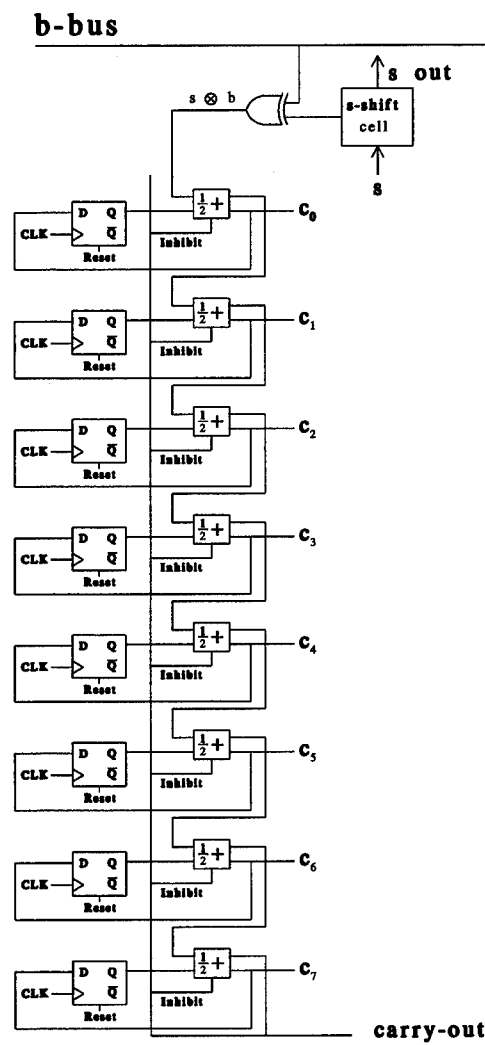 b-bus
s out
s ⊗ b
s-shift
cell
s
D Q
1/2 +
C₀
CLK
Q̅
Inhibit
Reset
D Q
1/2 +
C₁
CLK
Q̅
Inhibit
Reset
D Q
1/2 +
C₂
CLK
Q̅
Inhibit
Reset
D Q
1/2 +
C₃
CLK
Q̅
Inhibit
Reset
D Q
1/2 +
C₄
CLK
Q̅
Inhibit
Reset
D Q
1/2 +
C₅
CLK
Q̅
Inhibit
Reset
D Q
1/2 +
C₆
CLK
Q̅
Inhibit
Reset
D Q
1/2 +
C₇
CLK
Q̅
Inhibit
Reset
carry-out